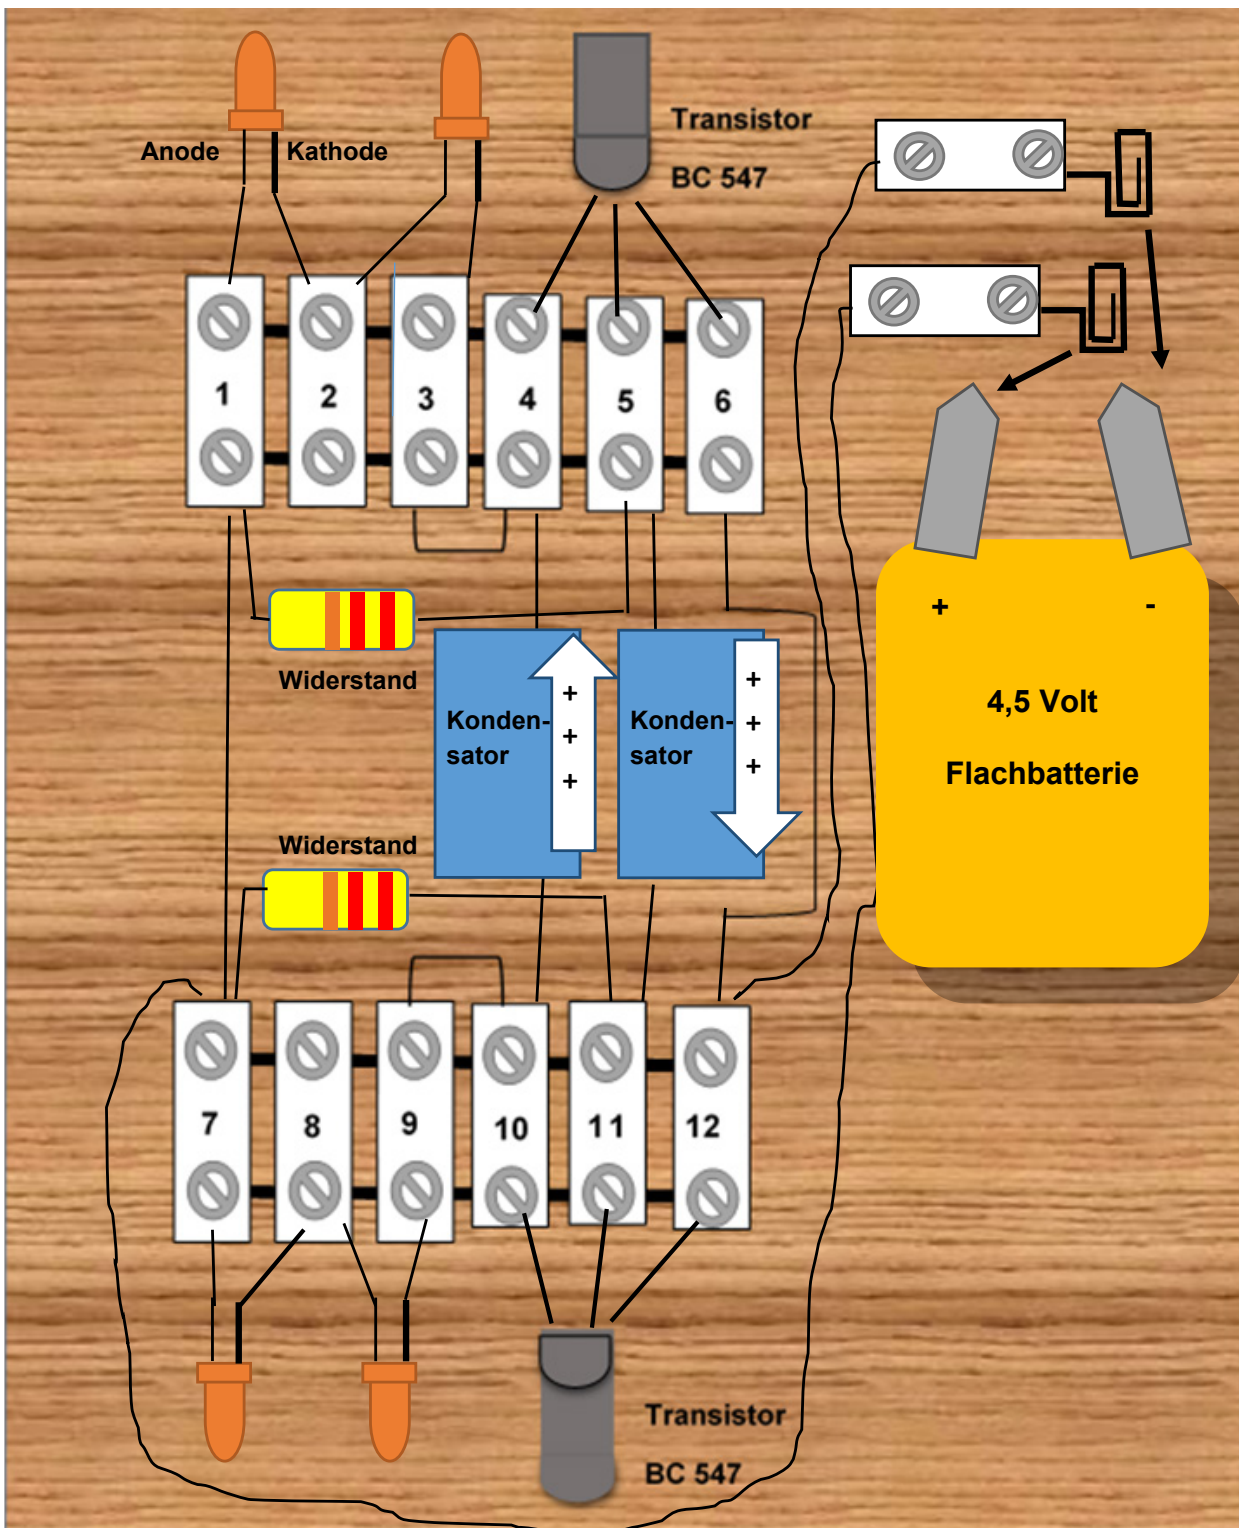 Anode
Kathode
Transistor
BC 547
1
2
3
4
5
6
+
-
Widerstand
4,5 Volt
Flachbatterie
Konden-
sator
+
+
+
Konden-
sator
+
+
+
Widerstand
7
8
9
10
11
12
Transistor
BC 547